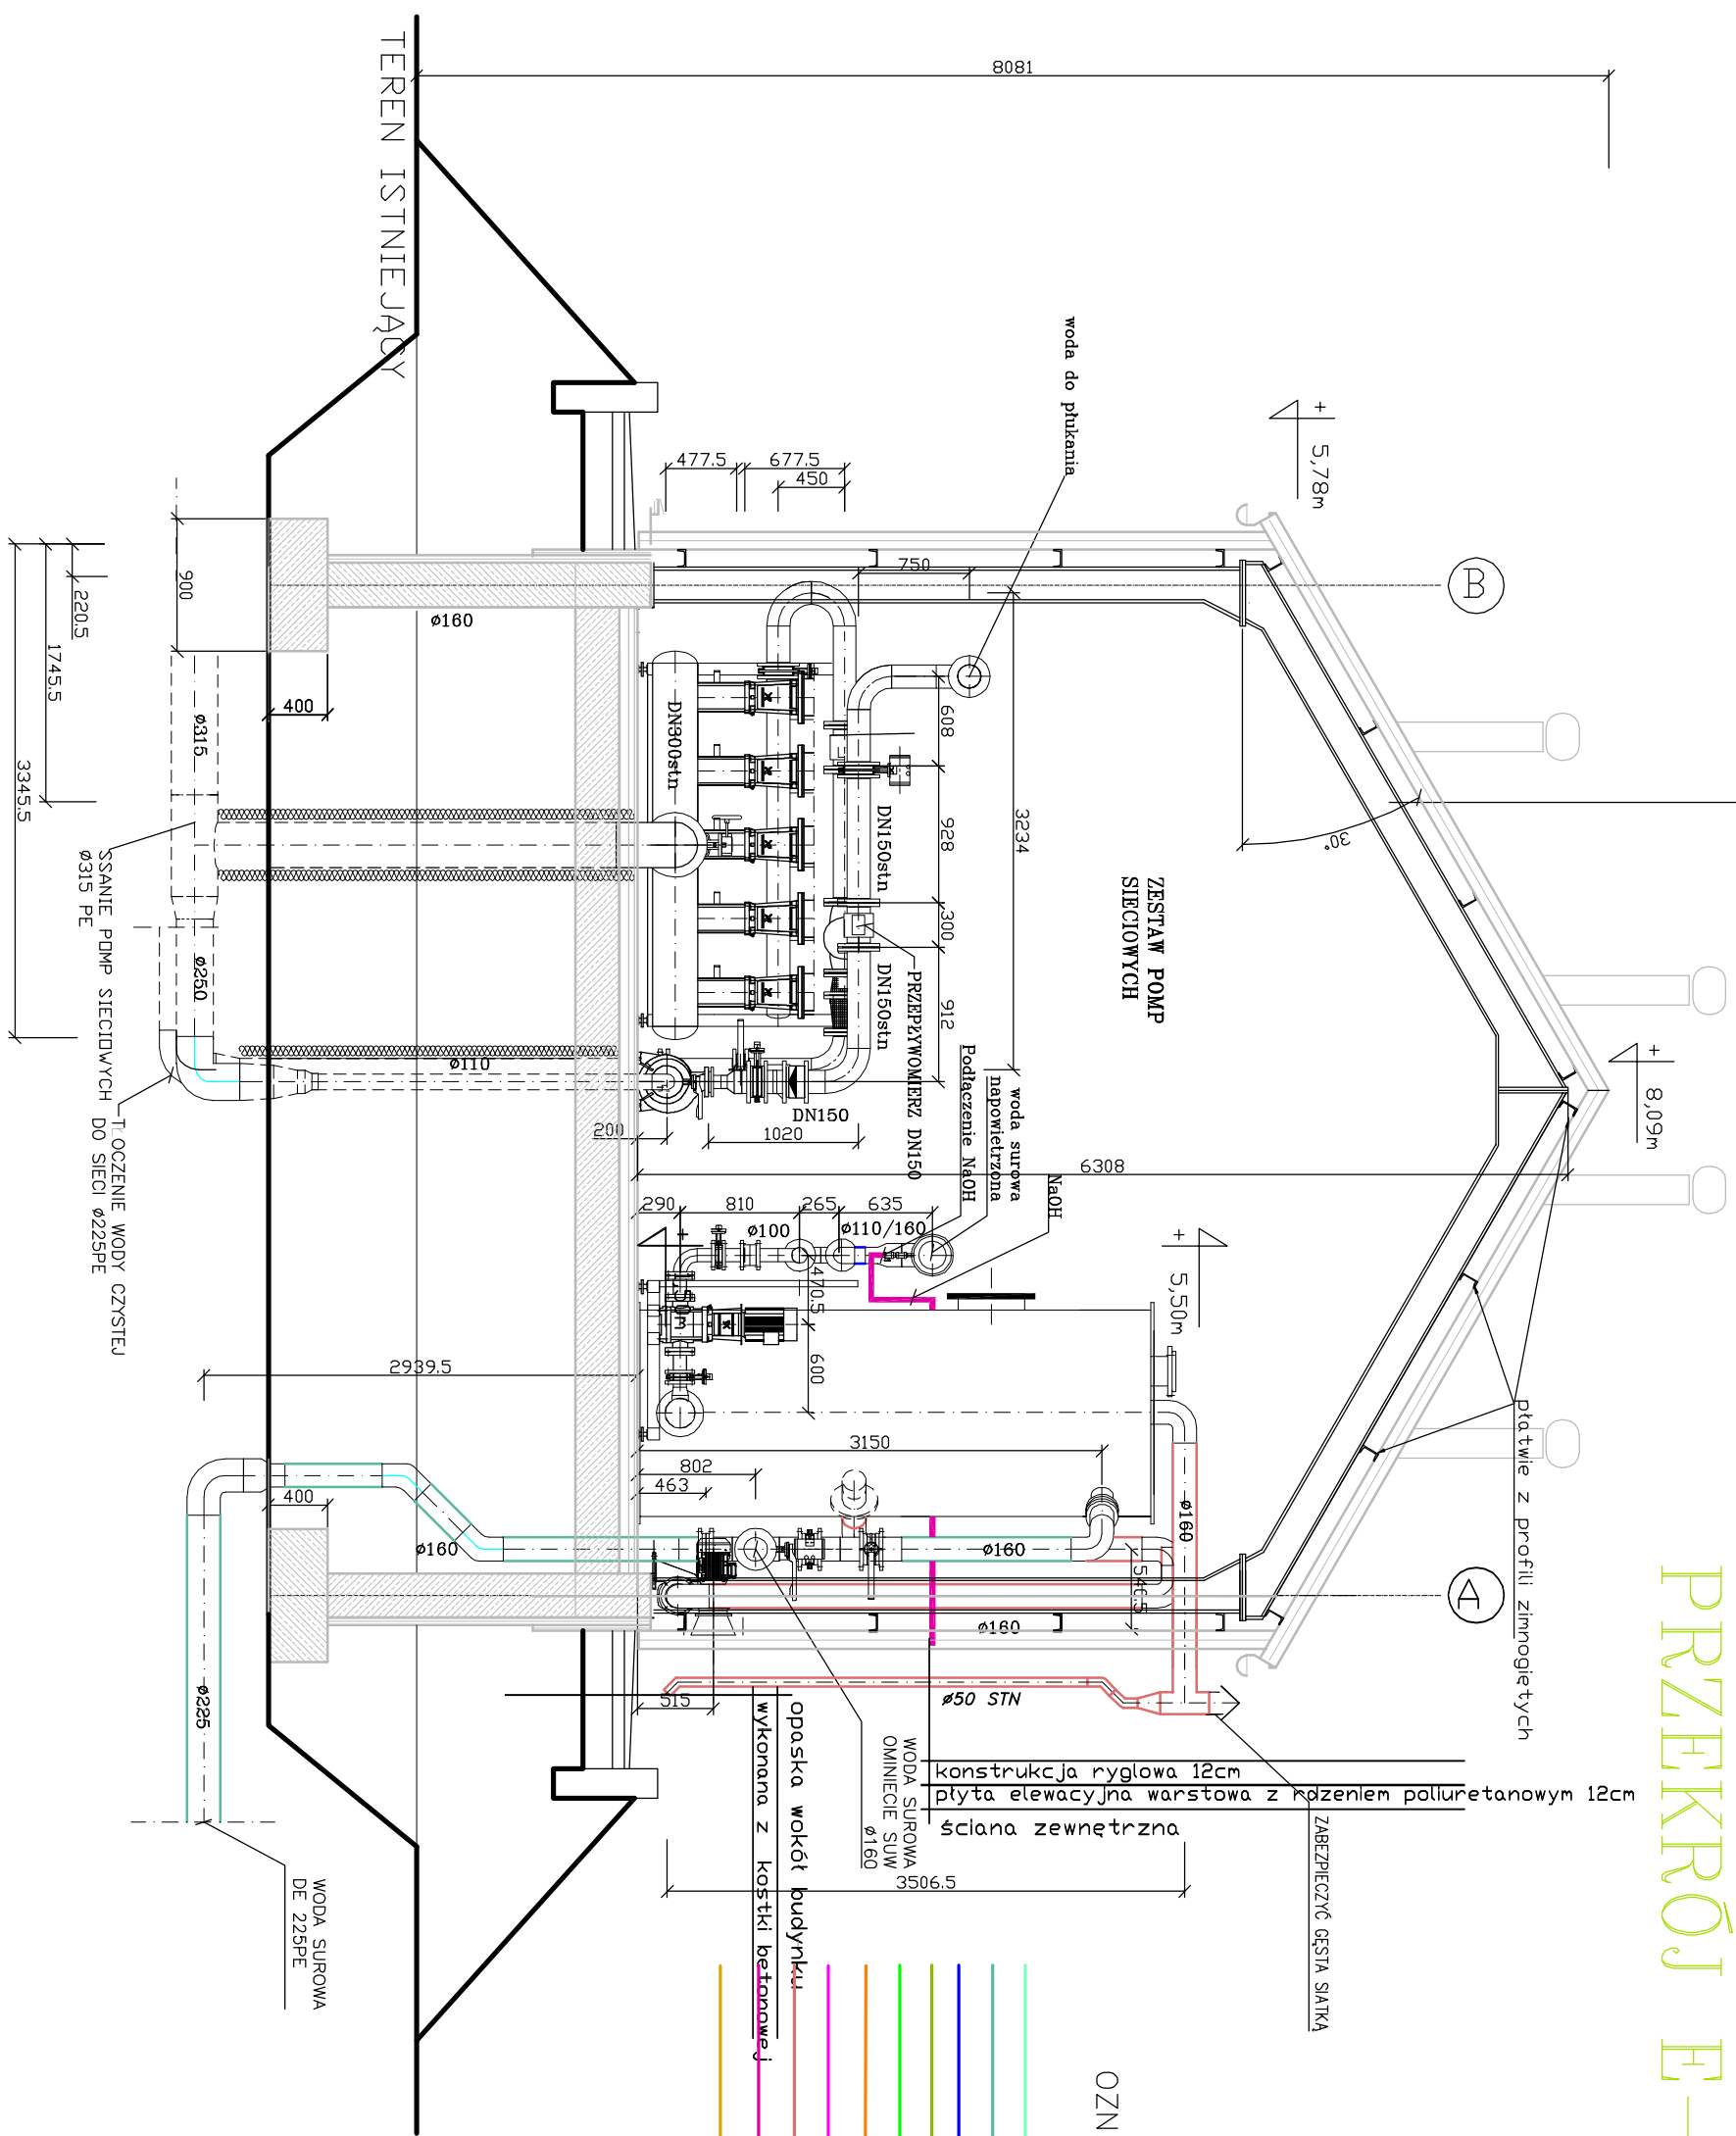 PRZEKRÓJ E-
8081
TEREN ISTNIEJĄCY
woda do płukania
+
5,78m
+
8,09m
+
5,50m
+
B
A
30°
477.5
677.5
450
750
3234
608
928
300
912
DN300stn
DN150stn
DN150stn
DN150
PRZEPŁYWOMIERZ DN150
ZESTAW POMP
SIECIOWYCH
woda surowa
napowietrzona
Podłączenie NaOH
NaOH
200
1020
6308
290
810
265
635
ø100
ø110/160
470.5
600
3150
802
463
515
ø160
ø160
ø160
ø160
ø160
ø50 STN
płatwie z profili zimnogiętych
900
220.5
1745.5
3345.5
400
ø315
ø250
ø110
SSANIE POMP SIECIOWYCH
ø315 PE
TŁOCZENIE WODY CZYSTEJ
DO SIECI ø225PE
2939.5
400
ø225
WODA SUROWA
DE 225PE
opaska wokół budynku
wykonana z kostki betonowej
WODA SUROWA
OMINIECIE SUW
ø160
konstrukcja ryglowa 12cm
płyta elewacyjna warstowa z rdzeniem poliuretanowym 12cm
ściana zewnętrzna
3506.5
ZABEZPIECZYĆ GĘSTA SIATKĄ
OZN